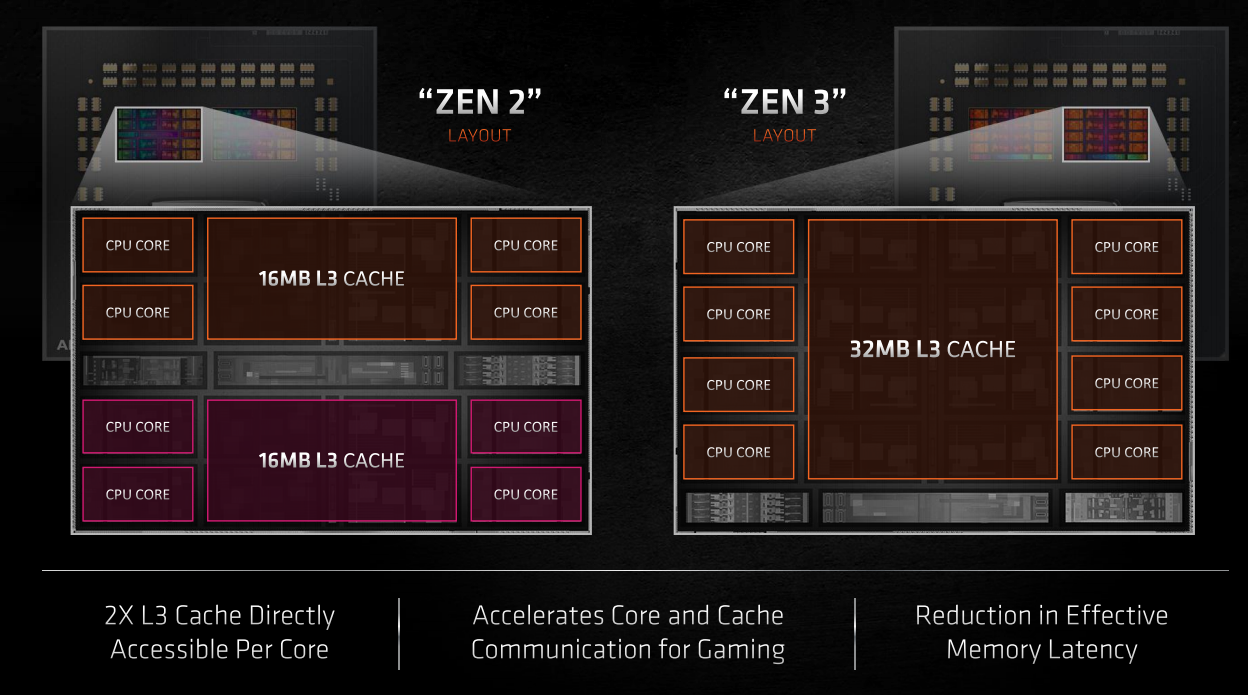 “ZEN 2”
LAYOUT
“ZEN 3”
LAYOUT
CPU CORE
16MB L3 CACHE
CPU CORE
CPU CORE
CPU CORE
CPU CORE
16MB L3 CACHE
CPU CORE
CPU CORE
CPU CORE
CPU CORE
CPU CORE
CPU CORE
CPU CORE
32MB L3 CACHE
CPU CORE
CPU CORE
CPU CORE
CPU CORE
2X L3 Cache Directly
Accessible Per Core
Accelerates Core and Cache
Communication for Gaming
Reduction in Effective
Memory Latency